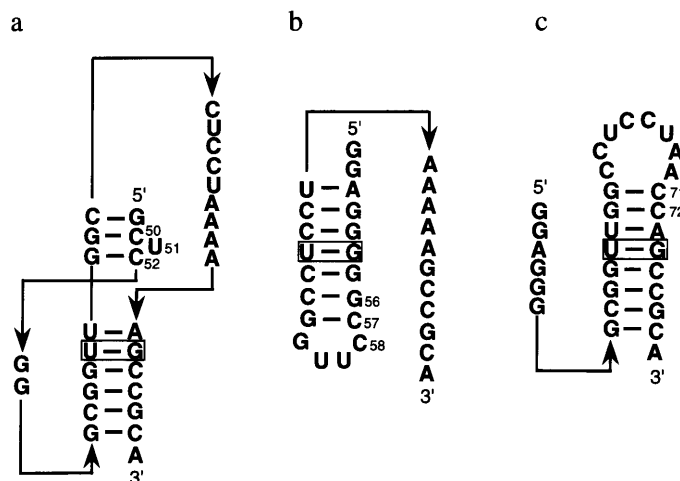 a
b
c
5'
C – G 50
G – C U 51
G – C 52
C
U
C
C
U
A
A
A
A
G
G
U – A
U – G
G – C
G – C
C – G
G – C
A
3'
5'
G
G
U – A
C – G
C – G
U – G
C
C G 56
G C 57
G U U C 58
A
A
A
A
A
G
C
C
G
C
A
3'
5'
G
G
A
G
G
G
C C U C C U A A
G – C 71
G – C 72
U – A
U – G
G – C
G – C
C – G
G – C
A
3'